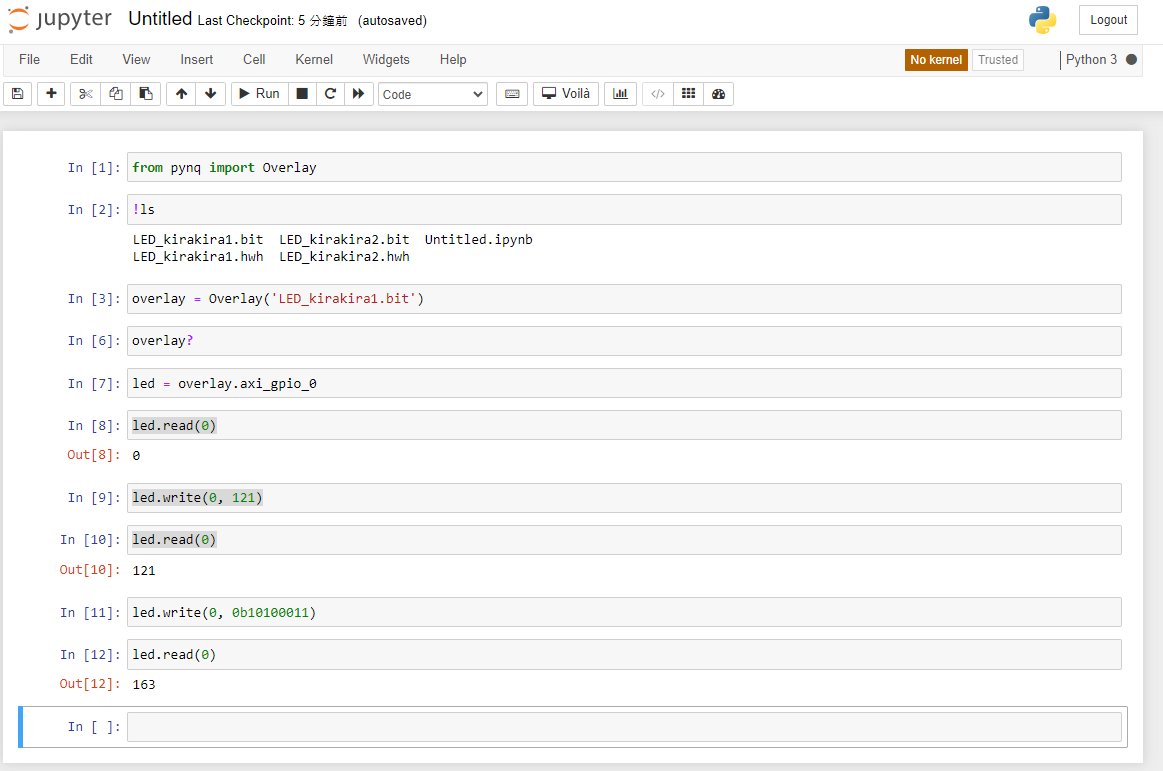 jupyter Untitled Last Checkpoint: 5 分鐘前 (autosaved)
Logout
File Edit View Insert Cell Kernel Widgets Help
No kernel Trusted Python 3
Run Code Voilà
In [1]: from pynq import Overlay
In [2]: !ls
LED_kirakira1.bit LED_kirakira2.bit Untitled.ipynb
LED_kirakira1.hwh LED_kirakira2.hwh
In [3]: overlay = Overlay('LED_kirakira1.bit')
In [6]: overlay?
In [7]: led = overlay.axi_gpio_0
In [8]: led.read(0)
Out[8]: 0
In [9]: led.write(0, 121)
In [10]: led.read(0)
Out[10]: 121
In [11]: led.write(0, 0b10100011)
In [12]: led.read(0)
Out[12]: 163
In [ ]: